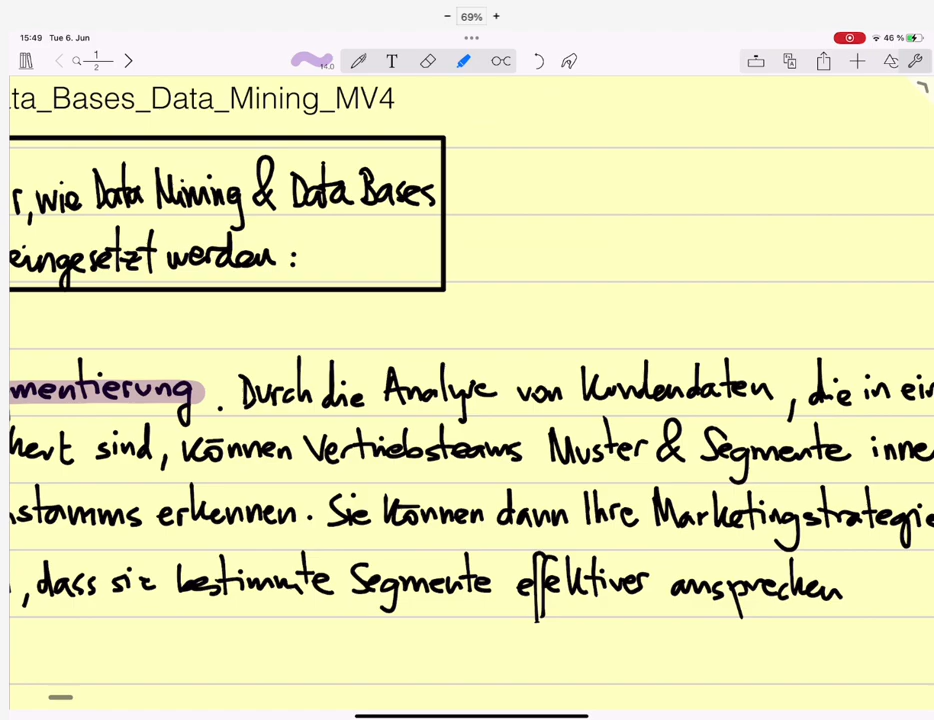 69%
15:49 Tue 6. Jun 46 %
1
2
14.0
T
ta_Bases_Data_Mining_MV4
r, wie Data Mining & Data Bases
eingesetzt werden :
mentierung . Durch die Analyse von Kundendaten , die in ein
hert sind, können Vertriebsteams Muster & Segmente inne
stamms erkennen. Sie können dann Ihre Marketingstrategie
, dass sie bestimmte Segmente effektiver ansprechen